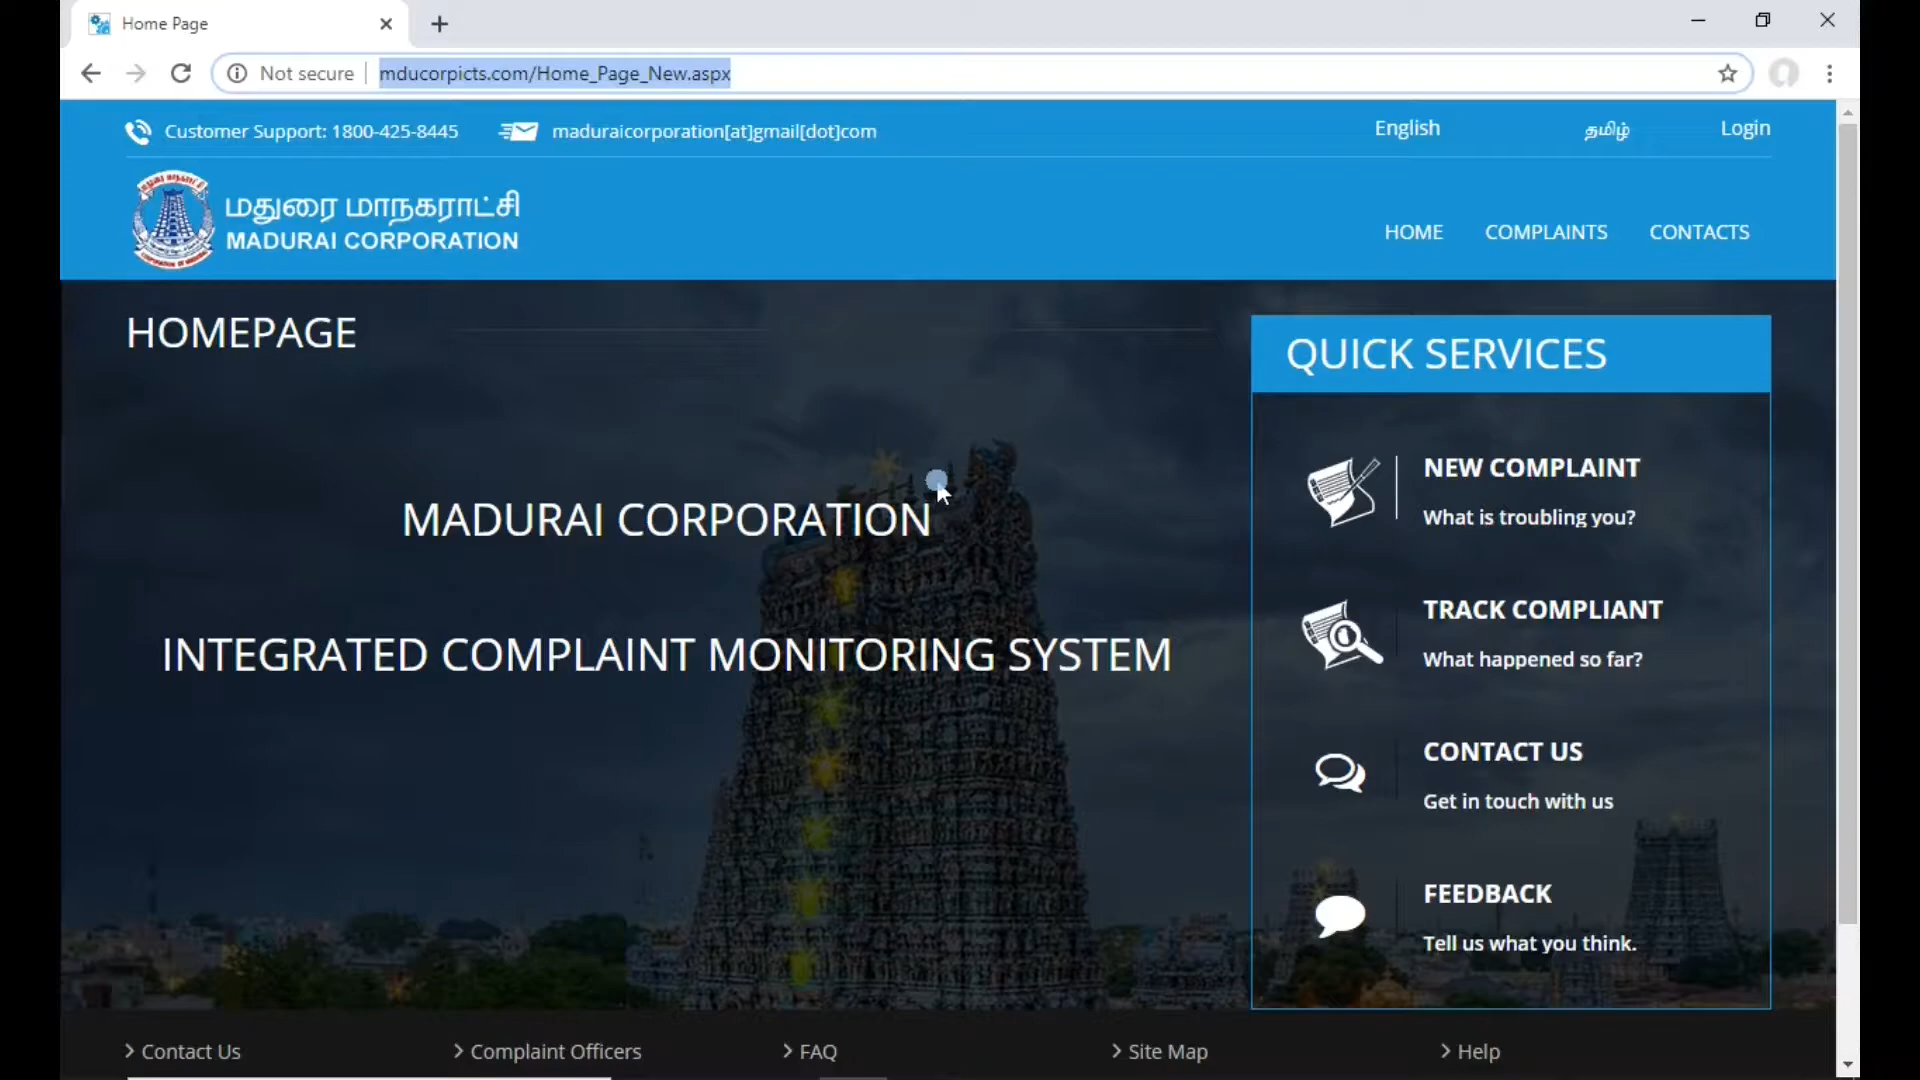 Home Page
Not secure
mducorpicts.com/Home_Page_New.aspx
Customer Support: 1800-425-8445
maduraicorporation[at]gmail[dot]com
English
தமிழ்
Login
மதுரை மாநகராட்சி
MADURAI CORPORATION
HOME
COMPLAINTS
CONTACTS
HOMEPAGE
QUICK SERVICES
MADURAI CORPORATION
INTEGRATED COMPLAINT MONITORING SYSTEM
NEW COMPLAINT
What is troubling you?
TRACK COMPLIANT
What happened so far?
CONTACT US
Get in touch with us
FEEDBACK
Tell us what you think.
Contact Us
Complaint Officers
FAQ
Site Map
Help